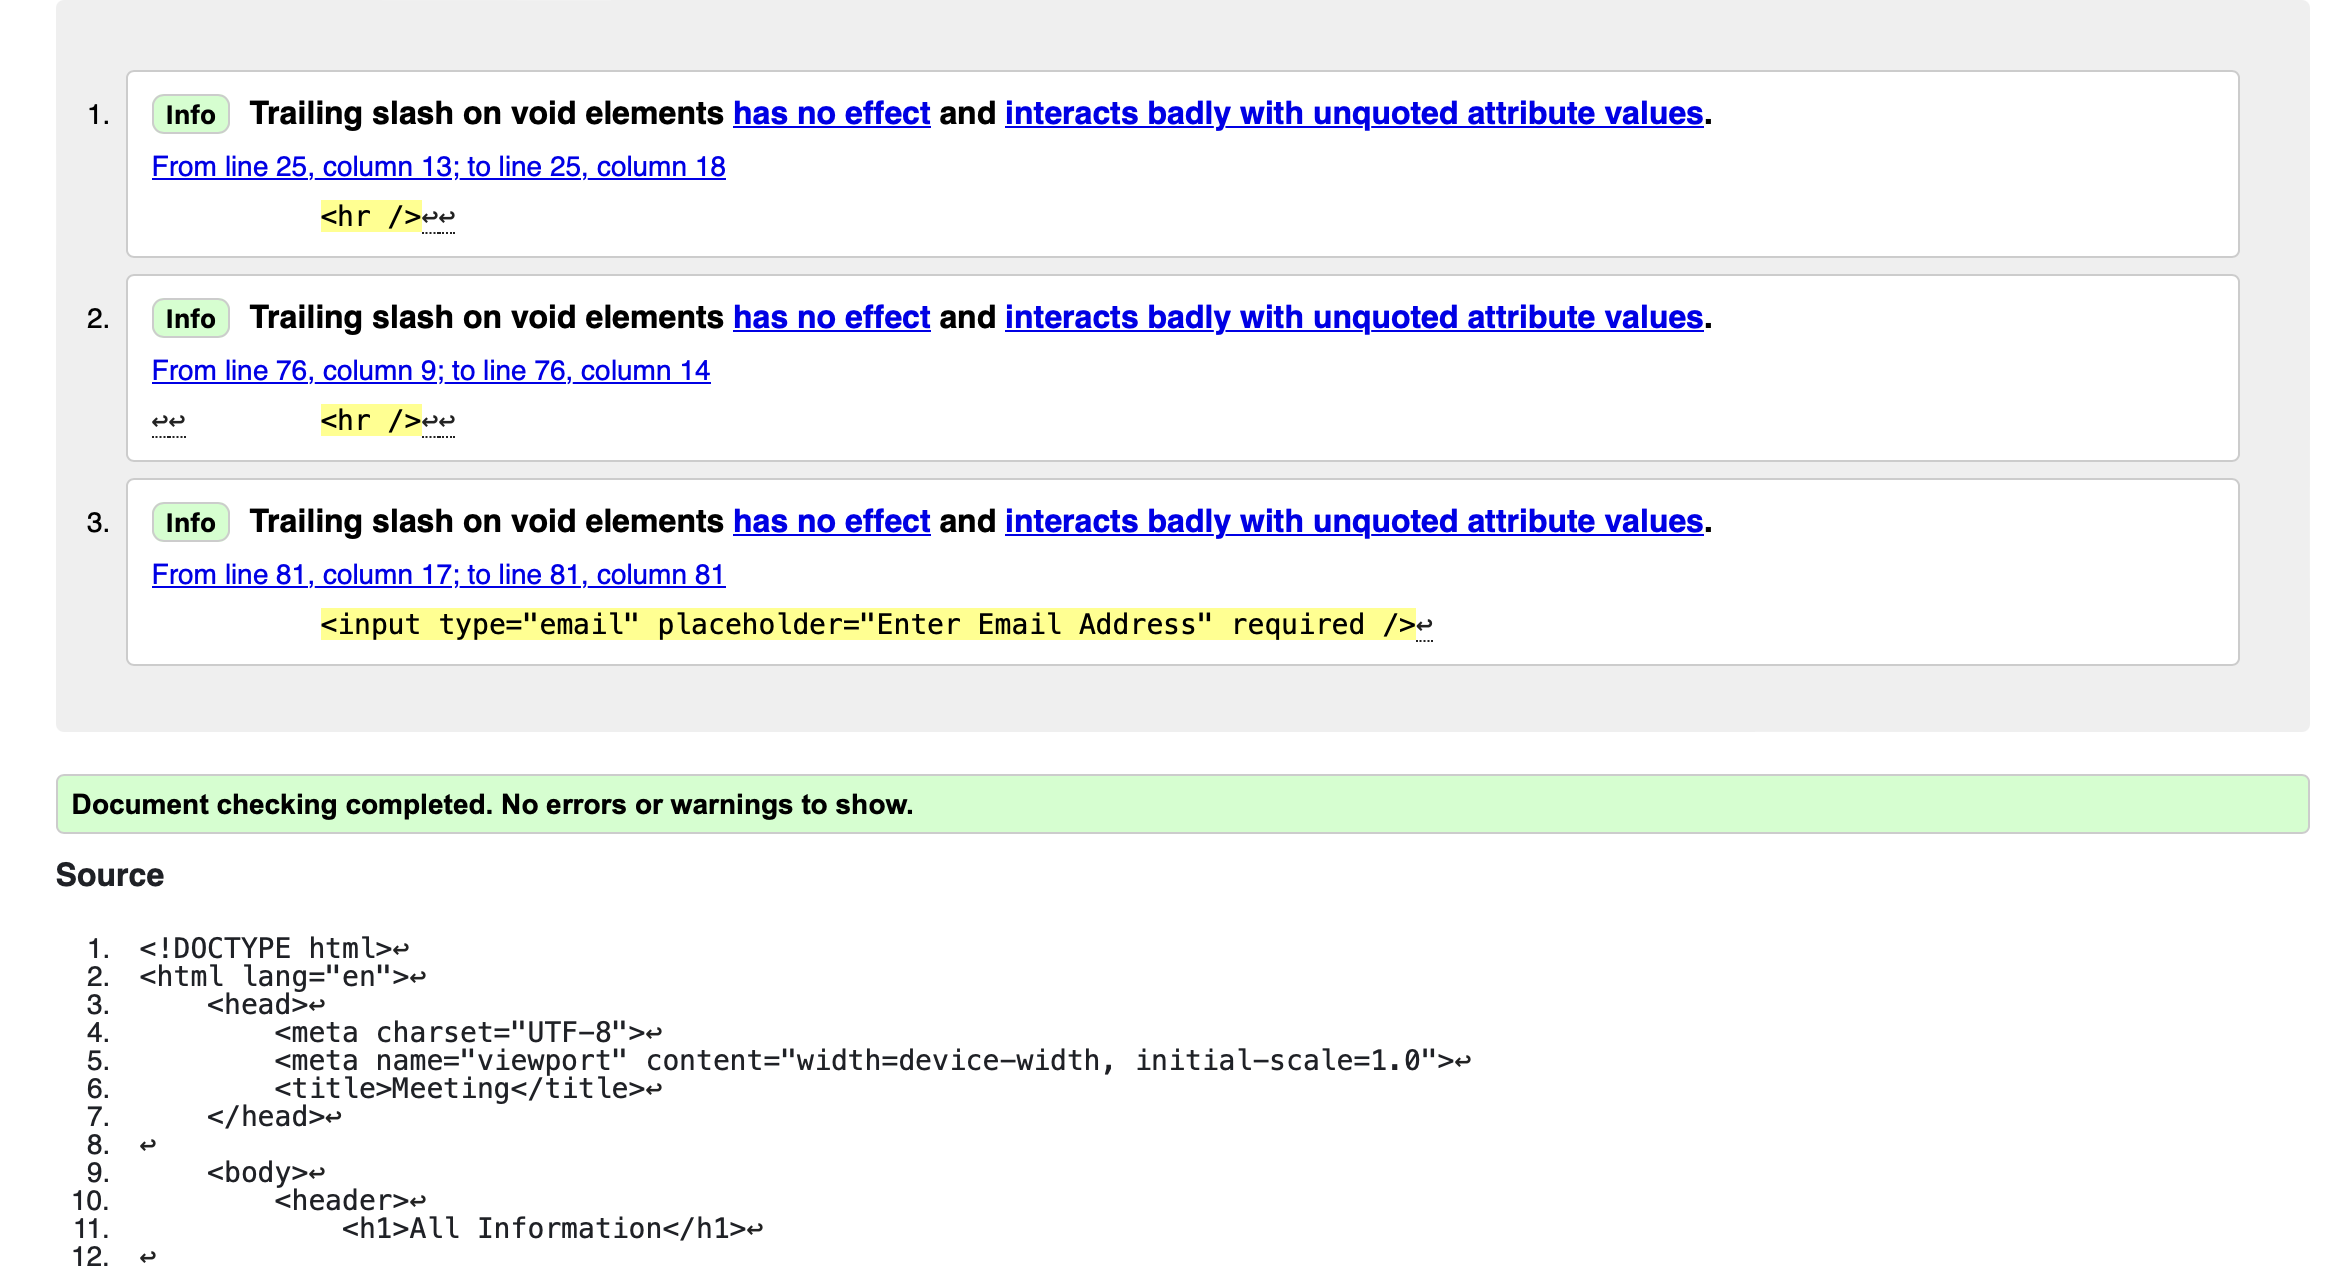 1. Info Trailing slash on void elements has no effect and interacts badly with unquoted attribute values.
From line 25, column 13; to line 25, column 18
<hr />↩↩
2. Info Trailing slash on void elements has no effect and interacts badly with unquoted attribute values.
From line 76, column 9; to line 76, column 14
↩↩ <hr />↩↩
3. Info Trailing slash on void elements has no effect and interacts badly with unquoted attribute values.
From line 81, column 17; to line 81, column 81
<input type="email" placeholder="Enter Email Address" required />↩
Document checking completed. No errors or warnings to show.
Source
1. <!DOCTYPE html>↩
2. <html lang="en">↩
3. <head>↩
4. <meta charset="UTF-8">↩
5. <meta name="viewport" content="width=device-width, initial-scale=1.0">↩
6. <title>Meeting</title>↩
7. </head>↩
8. ↩
9. <body>↩
10. <header>↩
11. <h1>All Information</h1>↩
12. ↩